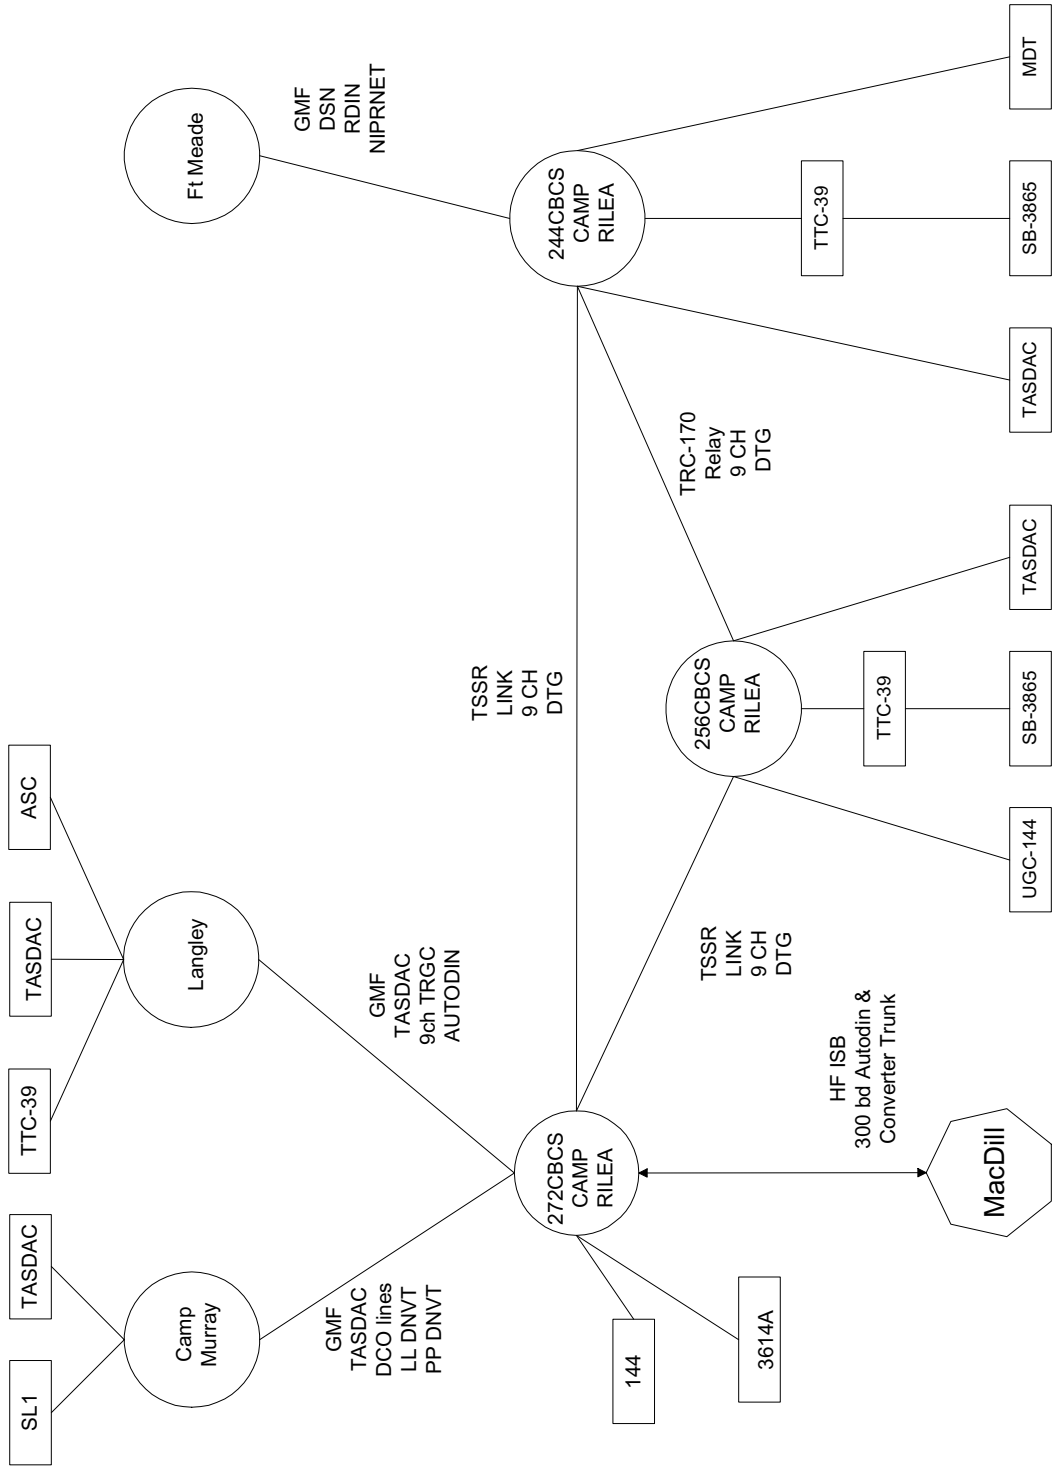 SL1
TASDAC
TTC-39
TASDAC
ASC
Camp
Murray
Langley
Ft Meade
GMF
TASDAC
DCO lines
LL DNVT
PP DNVT
GMF
TASDAC
9ch TRGC
AUTODIN
GMF
DSN
RDIN
NIPRNET
TSSR
LINK
9 CH
DTG
272CBCS
CAMP
RILEA
244CBCS
CAMP
RILEA
TRC-170
Relay
9 CH
DTG
256CBCS
CAMP
RILEA
TSSR
LINK
9 CH
DTG
144
3614A
HF ISB
300 bd Autodin &
Converter Trunk
MacDill
TTC-39
TTC-39
UGC-144
SB-3865
TASDAC
TASDAC
SB-3865
MDT